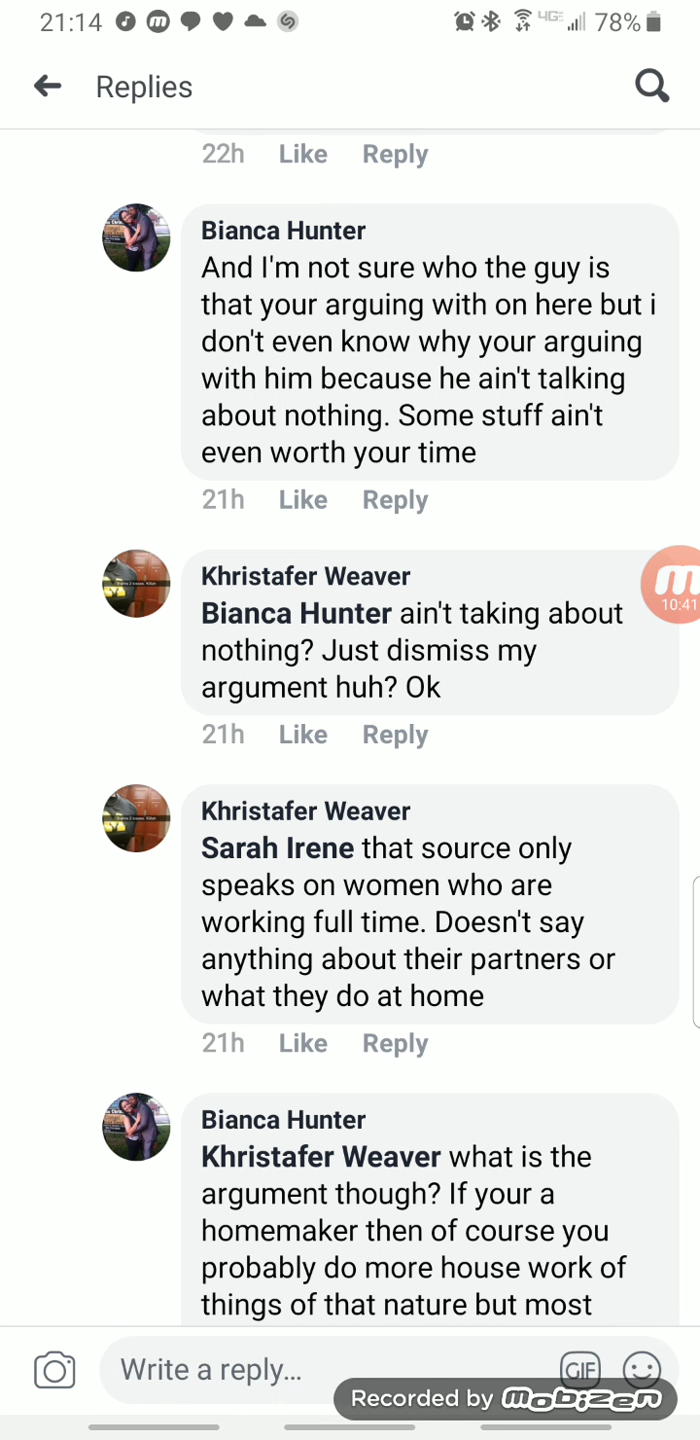 21:14
4GE
78%
Replies
22h Like Reply
Bianca Hunter
And I'm not sure who the guy is
that your arguing with on here but i
don't even know why your arguing
with him because he ain't talking
about nothing. Some stuff ain't
even worth your time
21h Like Reply
Khristafer Weaver
Bianca Hunter ain't taking about
nothing? Just dismiss my
argument huh? Ok
10:41
21h Like Reply
Khristafer Weaver
Sarah Irene that source only
speaks on women who are
working full time. Doesn't say
anything about their partners or
what they do at home
21h Like Reply
Bianca Hunter
Khristafer Weaver what is the
argument though? If your a
homemaker then of course you
probably do more house work of
things of that nature but most
Write a reply...
GIF
Recorded by Mobizen